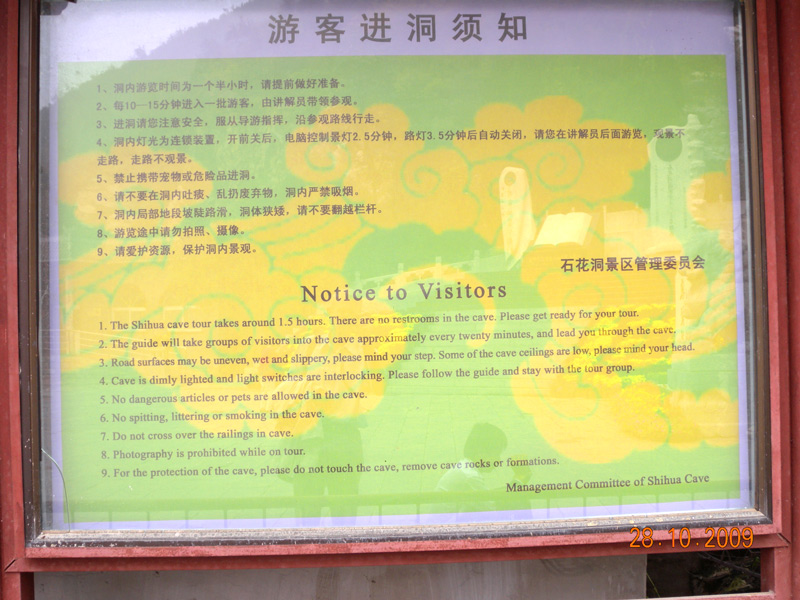 游客进洞须知
1、洞内游览时间为一个半小时，请提前做好准备。
2、每10—15分钟进入一批游客，由讲解员带领参观。
3、进洞请您注意安全，服从导游指挥，沿参观路线行走。
4、洞内灯光为连锁装置，开前关后，电脑控制景灯2.5分钟，路灯3.5分钟后自动关闭，请您在讲解员后面游览，观景不
走路，走路不观景。
5、禁止携带宠物或危险品进洞。
6、请不要在洞内吐痰、乱扔废弃物，洞内严禁吸烟。
7、洞内局部地段坡陡路滑，洞体狭矮，请不要翻越栏杆。
8、游览途中请勿拍照、摄像。
9、请爱护资源，保护洞内景观。
石花洞景区管理委员会
Notice to Visitors
1. The Shihua cave tour takes around 1.5 hours. There are no restrooms in the cave. Please get ready for your tour.
2. The guide will take groups of visitors into the cave approximately every twenty minutes, and lead you through the cave.
3. Road surfaces may be uneven, wet and slippery, please mind your step. Some of the cave ceilings are low, please mind your head.
4. Cave is dimly lighted and light switches are interlocking. Please follow the guide and stay with the tour group.
5. No dangerous articles or pets are allowed in the cave.
6. No spitting, littering or smoking in the cave.
7. Do not cross over the railings in cave.
8. Photography is prohibited while on tour.
9. For the protection of the cave, please do not touch the cave, remove cave rocks or formations.
Management Committee of Shihua Cave
28.10.2009